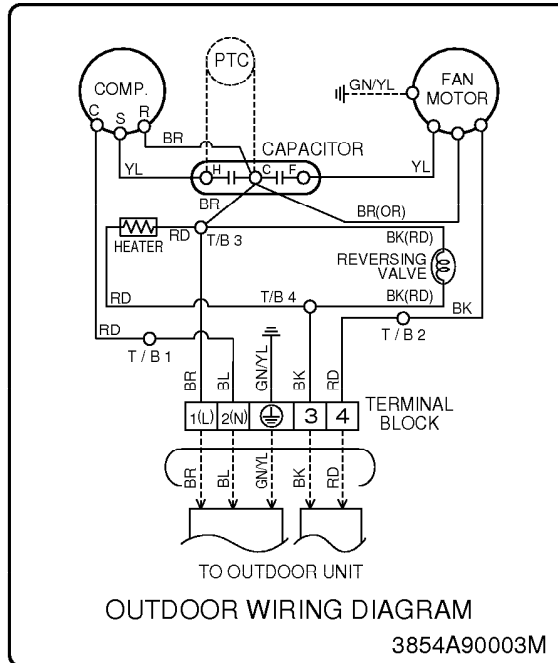 PTC
COMP.
C S R
GN/YL
FAN
MOTOR
BR
CAPACITOR
YL
H C F
YL
BR
BR(OR)
RD
T/B 3
BK(RD)
HEATER
REVERSING
VALVE
RD
T/B 4
BK(RD)
BK
RD
T / B 1
T / B 2
BR
BL
GN/YL
BK
RD
1(L) 2(N) 3 4
TERMINAL
BLOCK
BR
BL
GN/YL
BK
RD
TO OUTDOOR UNIT
OUTDOOR WIRING DIAGRAM
3854A90003M